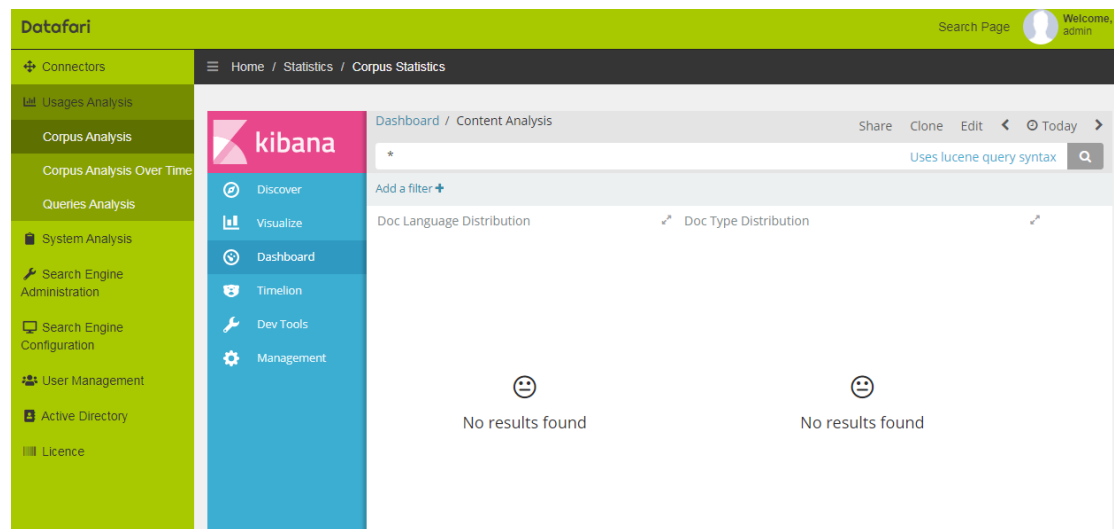 Datafari
Search Page
Welcome,
admin
Connectors
Usages Analysis
Corpus Analysis
Corpus Analysis Over Time
Queries Analysis
System Analysis
Search Engine
Administration
Search Engine
Configuration
User Management
Active Directory
Licence
Home / Statistics / Corpus Statistics
kibana
Discover
Visualize
Dashboard
Timelion
Dev Tools
Management
Dashboard / Content Analysis
Share Clone Edit Today
*
Uses lucene query syntax
Add a filter +
Doc Language Distribution
Doc Type Distribution
No results found
No results found